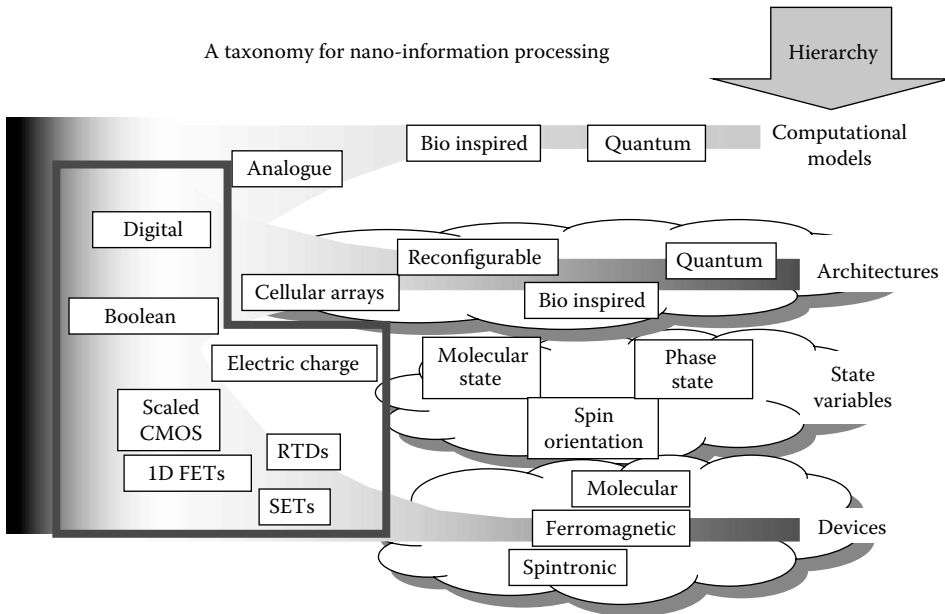 A taxonomy for nano-information processing
Hierarchy
Computational
models
Bio inspired
Quantum
Analogue
Digital
Reconfigurable
Quantum
Architectures
Cellular arrays
Bio inspired
Boolean
Electric charge
Molecular
state
Phase
state
State
variables
Spin
orientation
Scaled
CMOS
1D FETs
RTDs
SETs
Molecular
Ferromagnetic
Devices
Spintronic